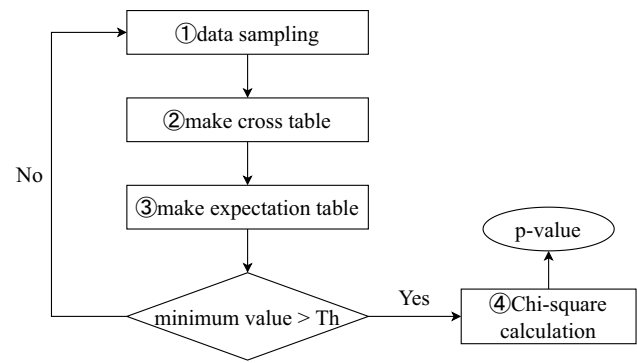 ①data sampling
②make cross table
No
③make expectation table
p-value
minimum value > Th
Yes
④Chi-square
calculation